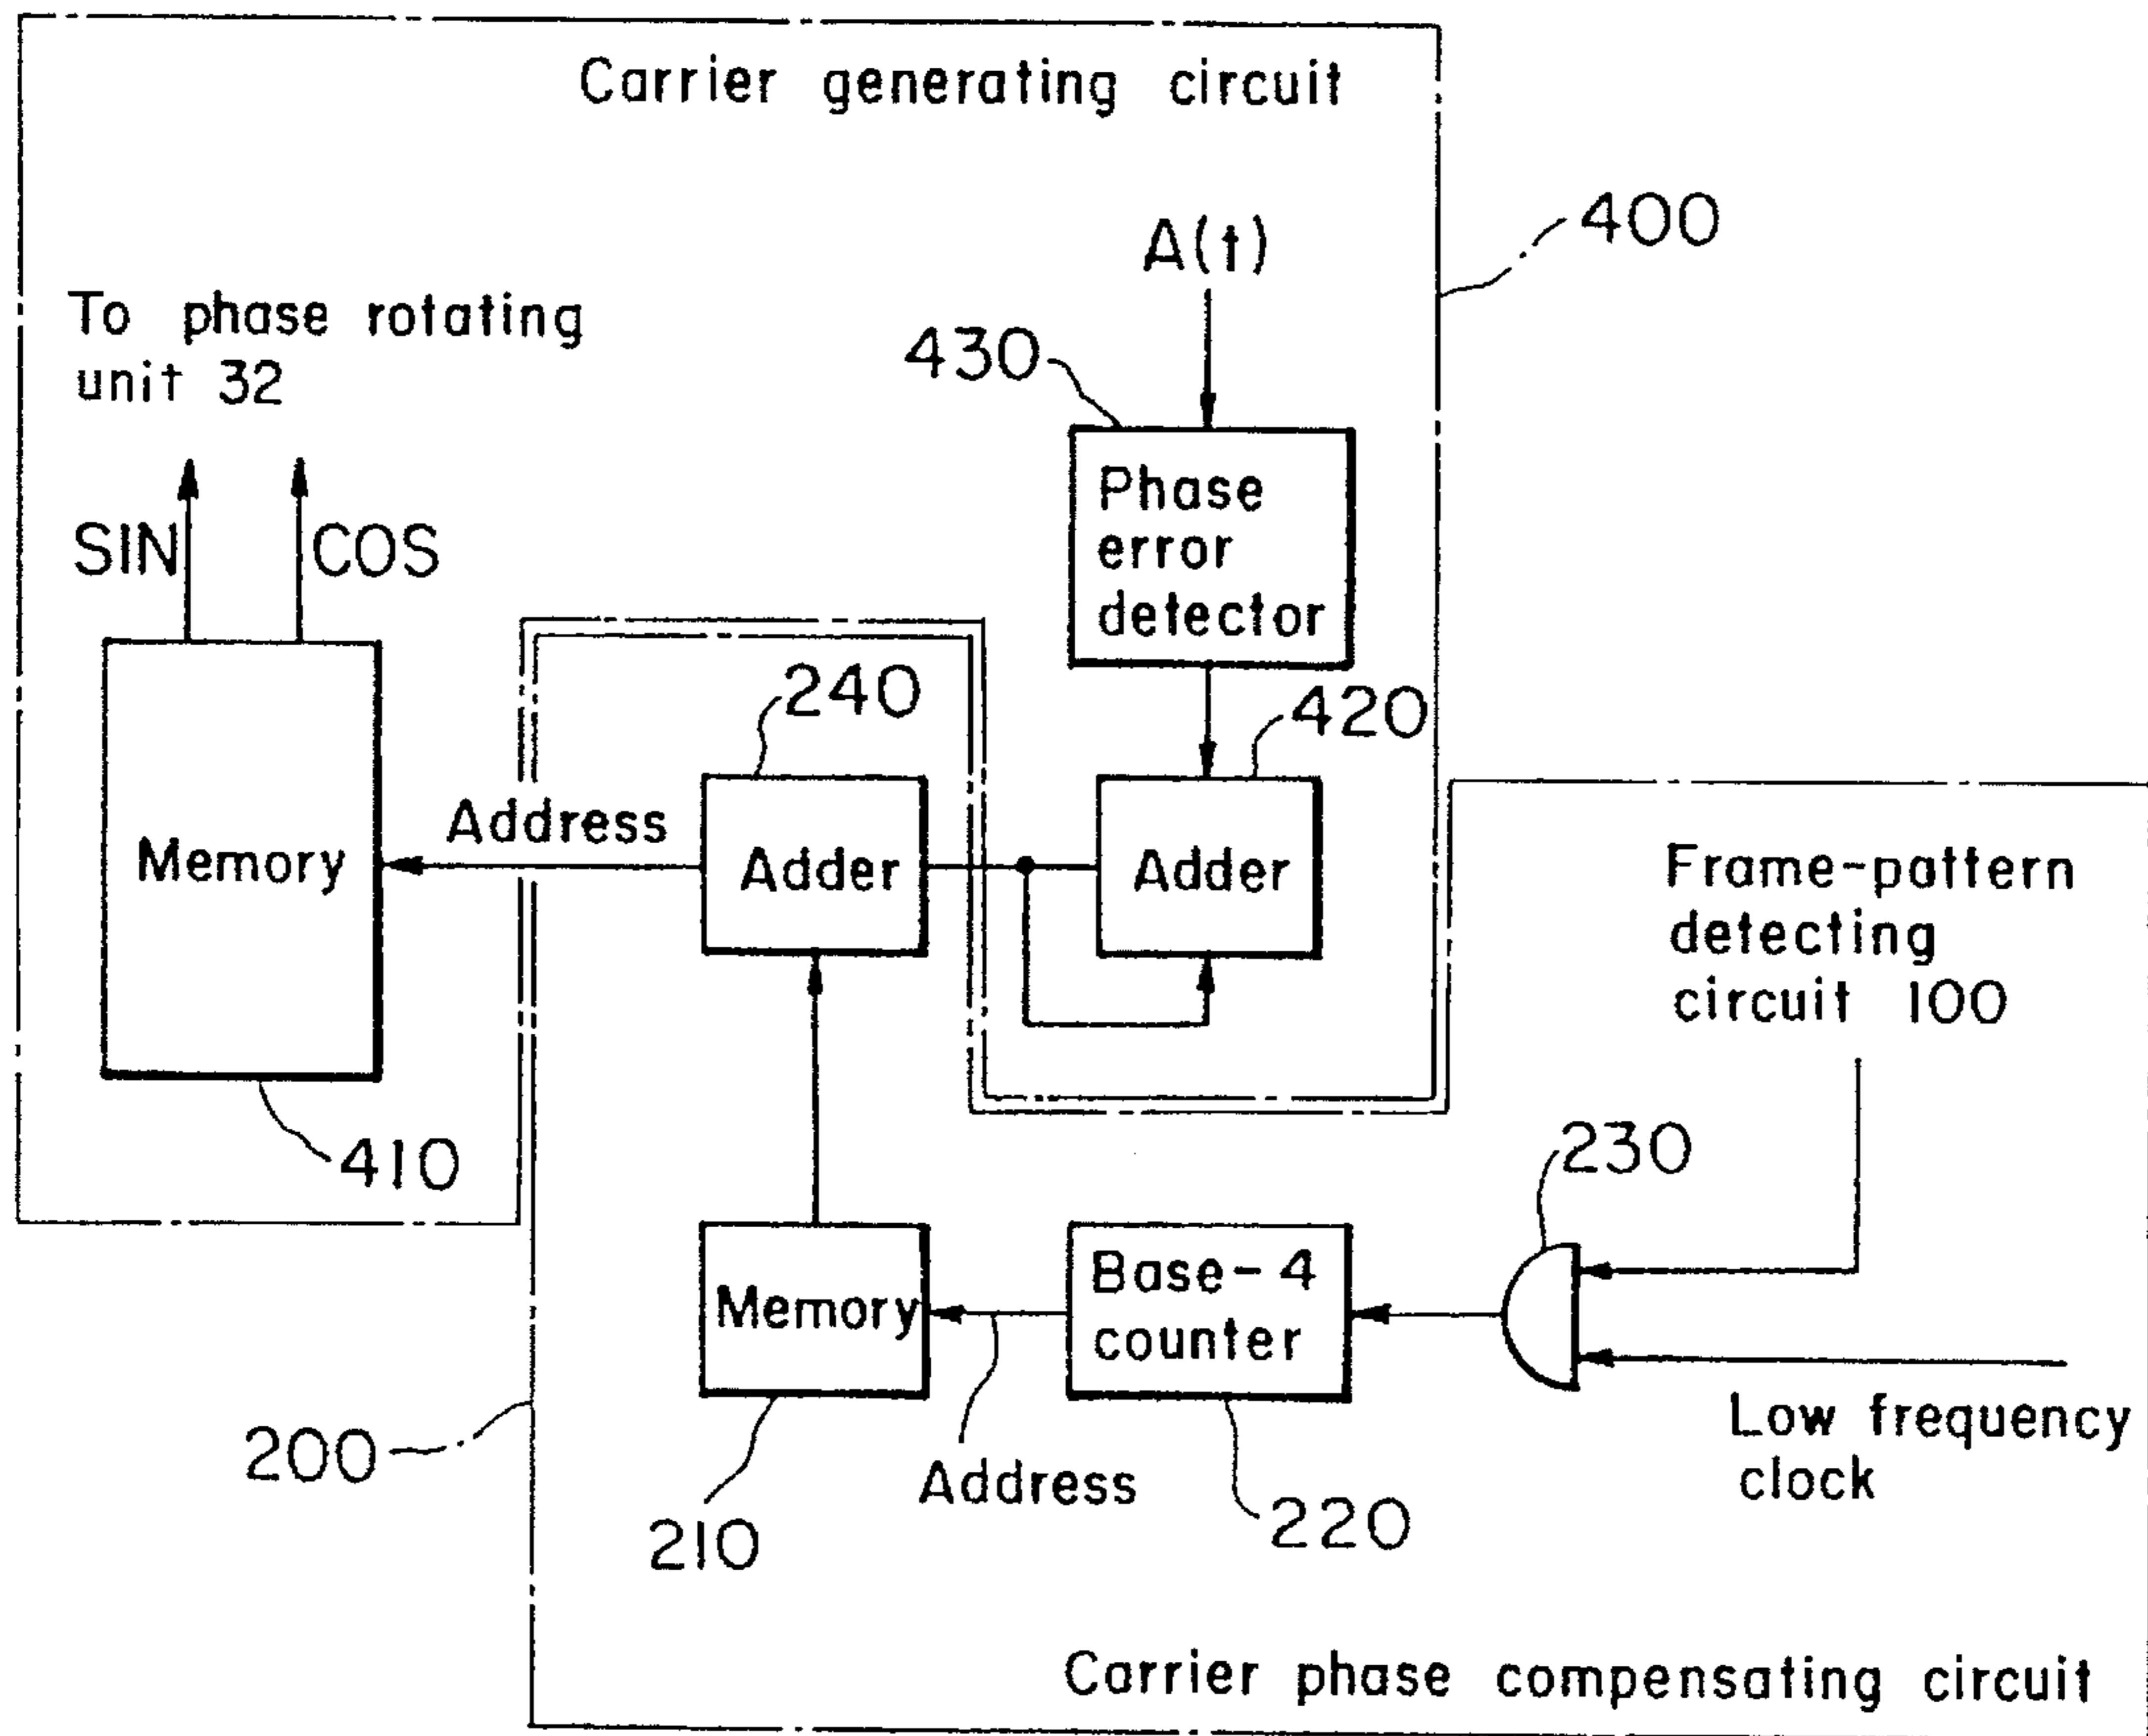 Carrier generating circuit
400
A(t)
To phase rotating
unit 32
430
Phase
error
detector
SIN
COS
240
420
Address
Memory
Adder
Adder
Frame-pattern
detecting
circuit 100
410
230
Memory
Base-4
counter
Low frequency
clock
200
Address
210
220
Carrier phase compensating circuit